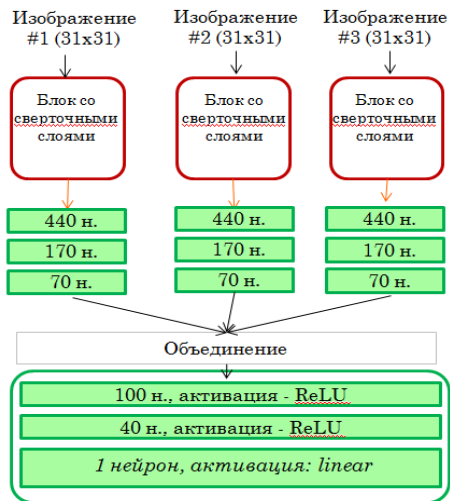 Изображение
#1 (31x31)
Изображение
#2 (31x31)
Изображение
#3 (31x31)
Блок со
сверточными
слоями
Блок со
сверточными
слоями
Блок со
сверточными
слоями
440 н.
440 н.
440 н.
170 н.
170 н.
170 н.
70 н.
70 н.
70 н.
Объединение
100 н., активация - ReLU
40 н., активация - ReLU
1 нейрон, активация: linear